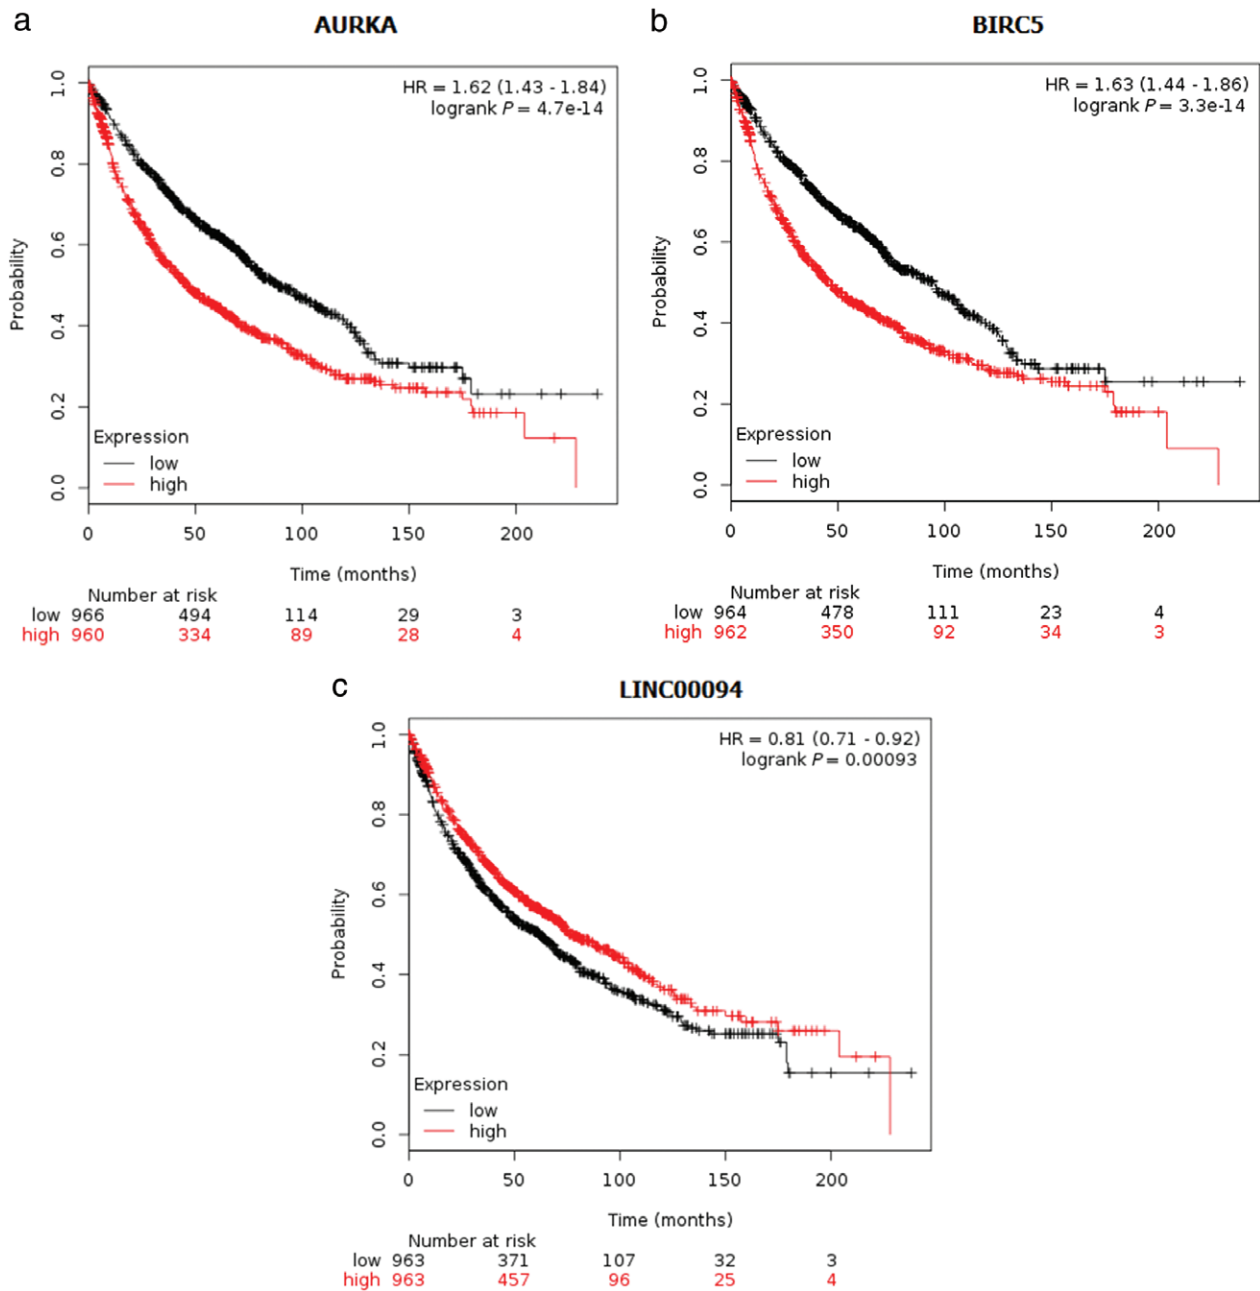 a
AURKA
HR = 1.62 (1.43 - 1.84)
logrank P = 4.7e-14
Probability
1.0
0.8
0.6
0.4
0.2
0.0
Expression
low
high
0 50 100 150 200
Time (months)
Number at risk
low 966 494 114 29 3
high 960 334 89 28 4
b
BIRC5
HR = 1.63 (1.44 - 1.86)
logrank P = 3.3e-14
Probability
1.0
0.8
0.6
0.4
0.2
0.0
Expression
low
high
0 50 100 150 200
Time (months)
Number at risk
low 964 478 111 23 4
high 962 350 92 34 3
c
LINC00094
HR = 0.81 (0.71 - 0.92)
logrank P = 0.00093
Probability
1.0
0.8
0.6
0.4
0.2
0.0
Expression
low
high
0 50 100 150 200
Time (months)
Number at risk
low 963 371 107 32 3
high 963 457 96 25 4